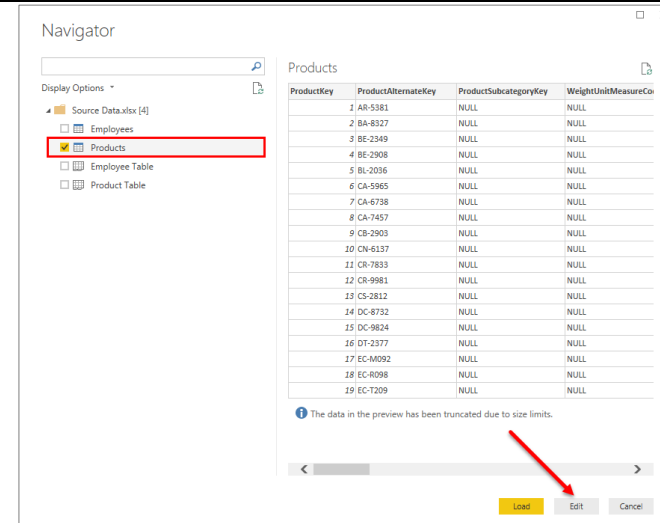 Navigator
Display Options
Source Data.xlsx [4]
Employees
Products
Employee Table
Product Table
Products
ProductKey ProductAlternateKey ProductSubcategoryKey WeightUnitMeasureCo
1 AR-5381 NULL NULL
2 BA-8327 NULL NULL
3 BE-2349 NULL NULL
4 BE-2908 NULL NULL
5 BL-2036 NULL NULL
6 CA-5965 NULL NULL
7 CA-6738 NULL NULL
8 CA-7457 NULL NULL
9 CB-2903 NULL NULL
10 CN-6137 NULL NULL
11 CR-7833 NULL NULL
12 CR-9981 NULL NULL
13 CS-2812 NULL NULL
14 DC-8732 NULL NULL
15 DC-9824 NULL NULL
16 DT-2377 NULL NULL
17 EC-M092 NULL NULL
18 EC-R098 NULL NULL
19 EC-T209 NULL NULL
The data in the preview has been truncated due to size limits.
Load Edit Cancel